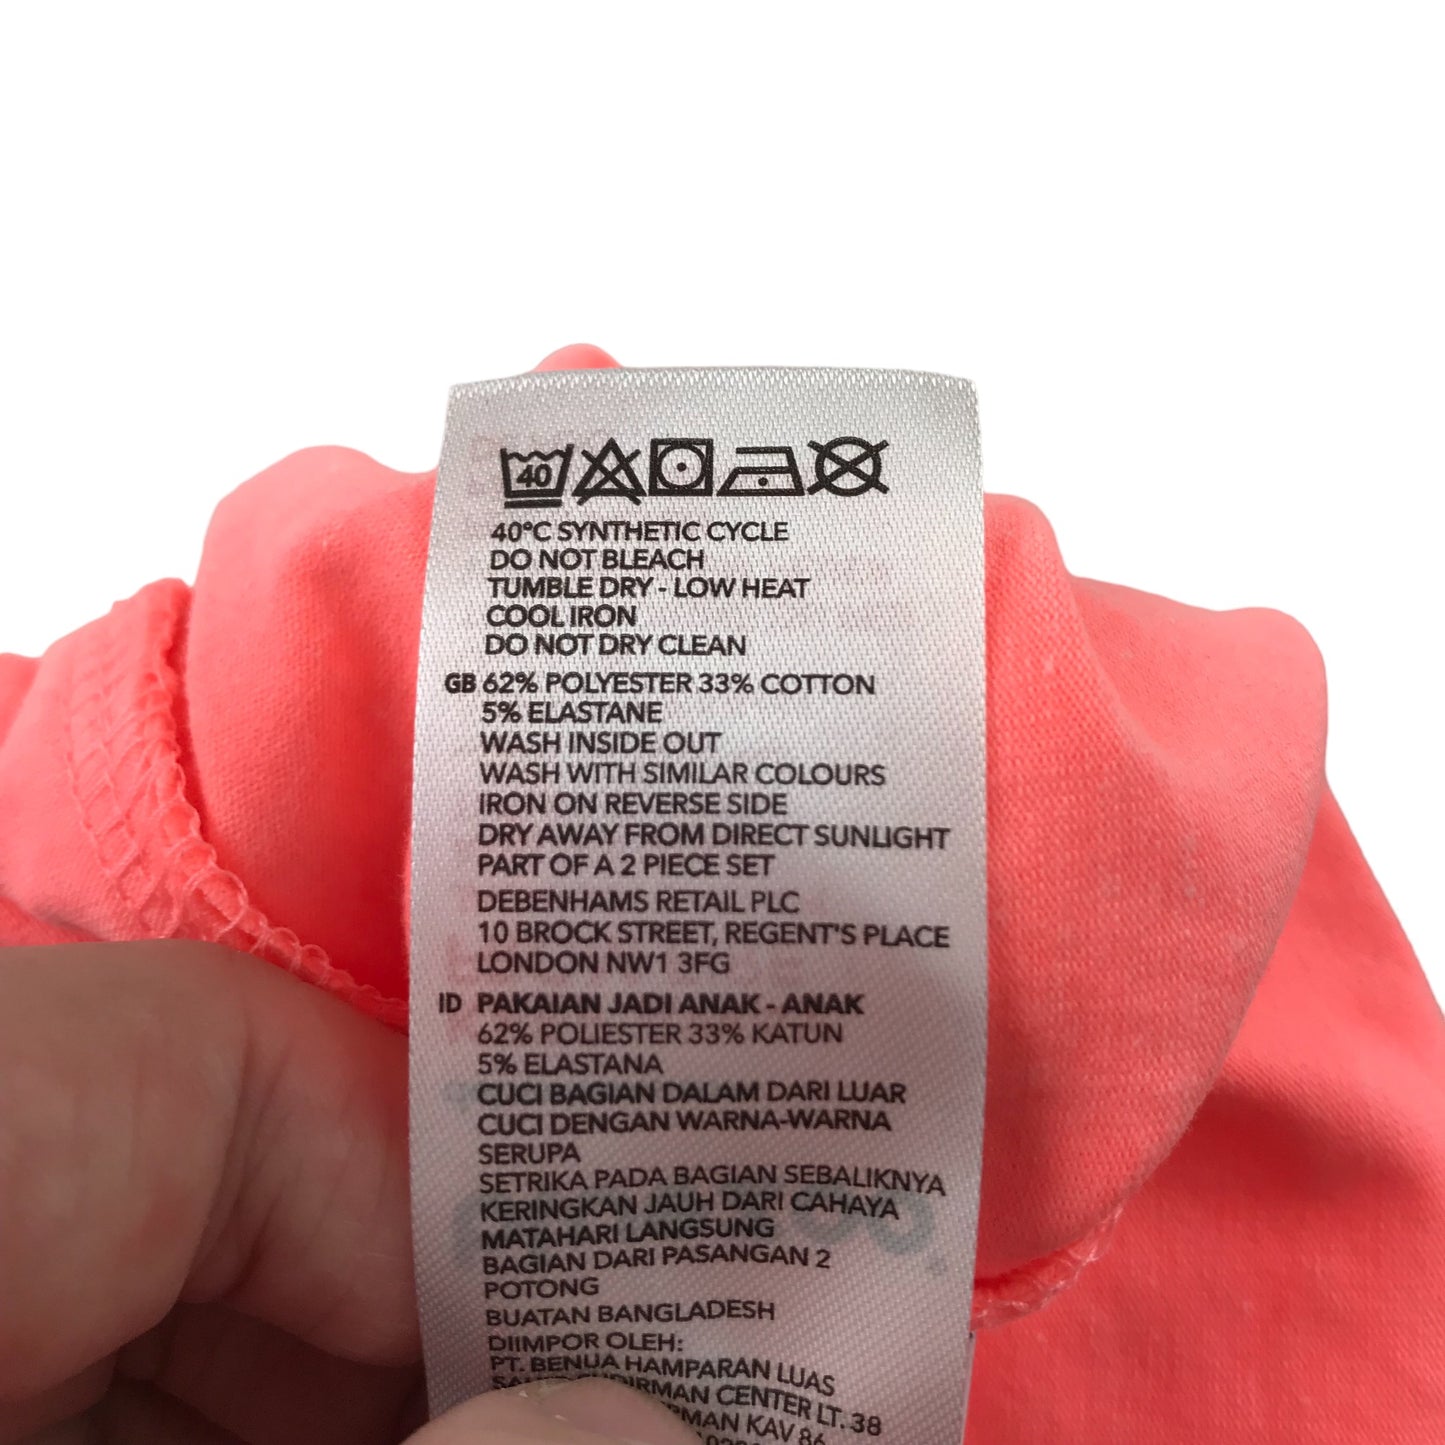 40
40°C SYNTHETIC CYCLE
DO NOT BLEACH
TUMBLE DRY - LOW HEAT
COOL IRON
DO NOT DRY CLEAN
GB 62% POLYESTER 33% COTTON
5% ELASTANE
WASH INSIDE OUT
WASH WITH SIMILAR COLOURS
IRON ON REVERSE SIDE
DRY AWAY FROM DIRECT SUNLIGHT
PART OF A 2 PIECE SET
DEBENHAMS RETAIL PLC
10 BROCK STREET, REGENT'S PLACE
LONDON NW1 3FG
ID PAKAIAN JADI ANAK - ANAK
62% POLIESTER 33% KATUN
5% ELASTANA
CUCI BAGIAN DALAM DARI LUAR
CUCI DENGAN WARNA-WARNA
SERUPA
SETRIKA PADA BAGIAN SEBALIKNYA
KERINGKAN JAUH DARI CAHAYA
MATAHARI LANGSUNG
BAGIAN DARI PASANGAN 2
POTONG
BUATAN BANGLADESH
DIIMPOR OLEH:
PT. BENUA HAMPARAN LUAS
CENTER LT. 38
KAV 86